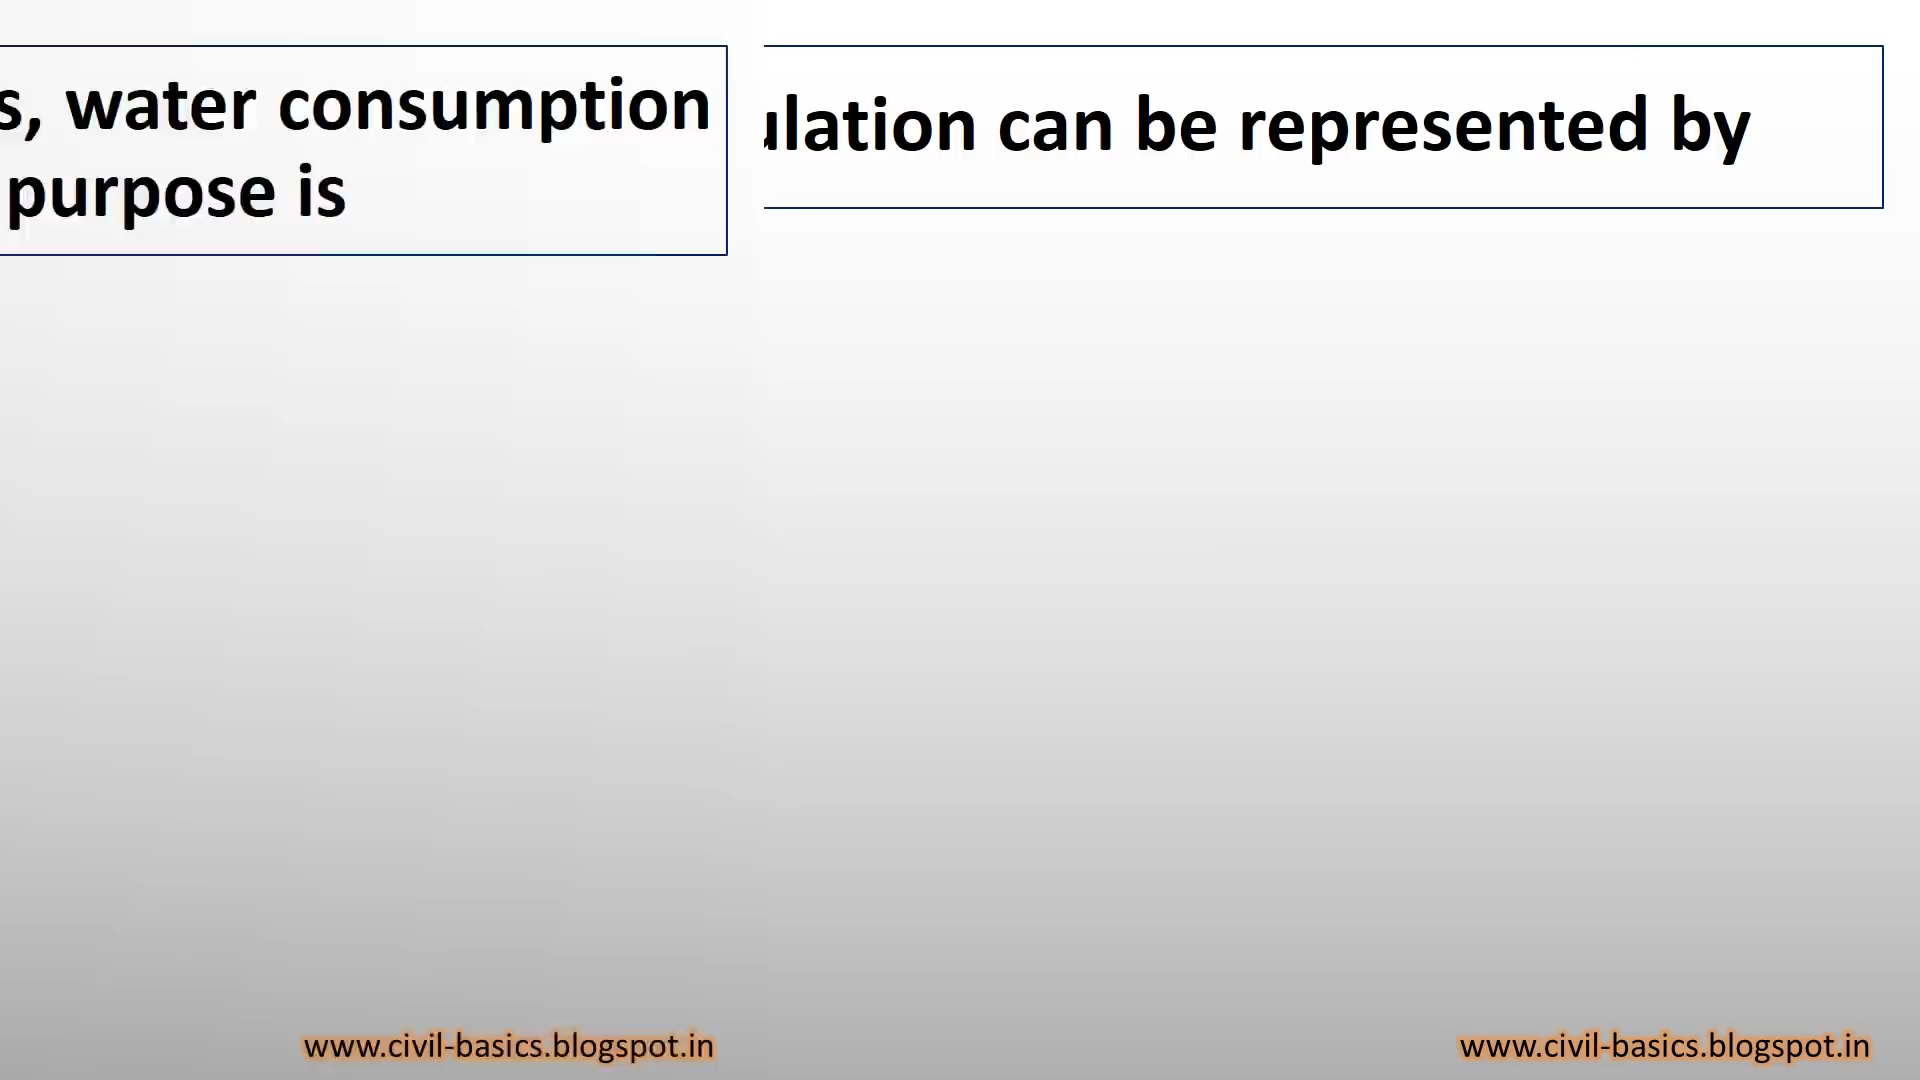 s, water consumption
purpose is
ulation can be represented by
www.civil-basics.blogspot.in
www.civil-basics.blogspot.in